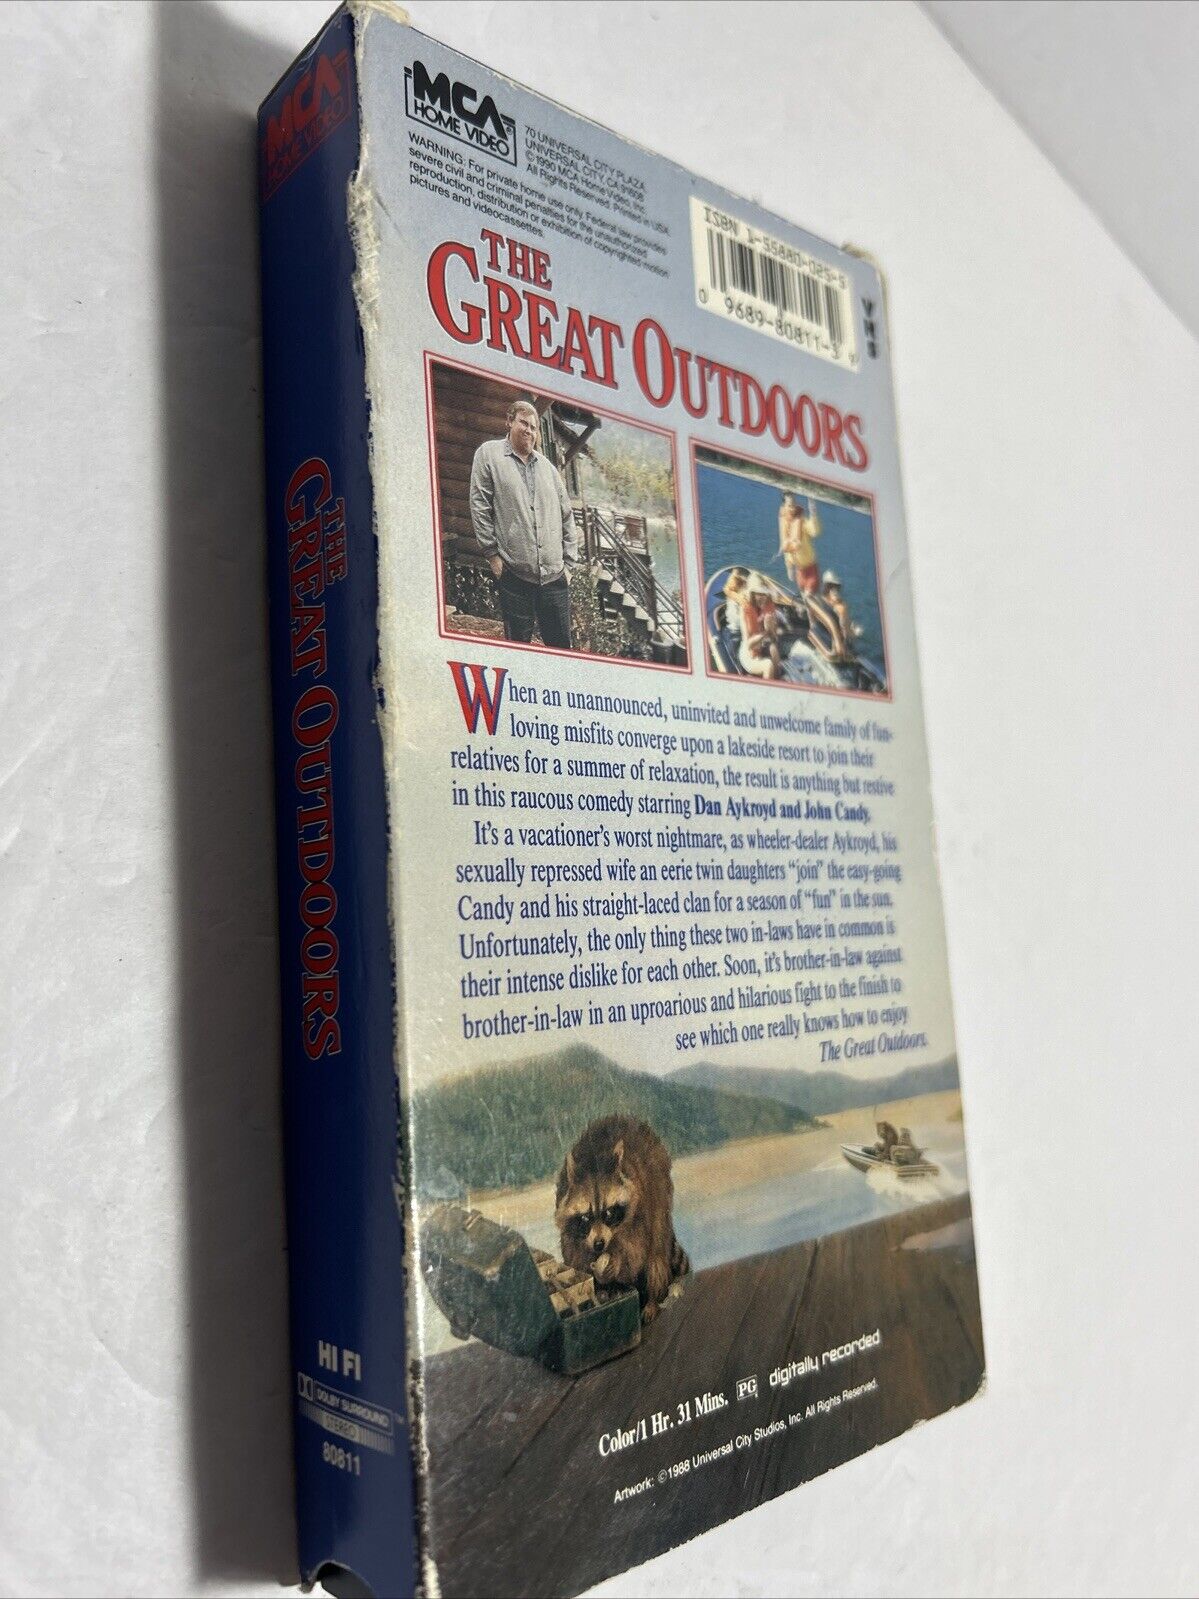 MCA
HOME VIDEO
THE
GREAT OUTDOORS
HI FI
DOLBY SURROUND™
STEREO
80811
MCA
HOME VIDEO®
70 UNIVERSAL CITY PLAZA
UNIVERSAL CITY, CA 91608
©1990 MCA Home Video, Inc.
All Rights Reserved. Printed in USA
WARNING: For private home use only. Federal law provides
severe civil and criminal penalties for the unauthorized
reproduction, distribution or exhibition of copyrighted motion
pictures and videocassettes.
ISBN 1-55880-025-5
0 9689-80811-3
VHS
THE
GREAT OUTDOORS
When an unannounced, uninvited and unwelcome family of fun-
loving misfits converge upon a lakeside resort to join their
relatives for a summer of relaxation, the result is anything but restive
in this raucous comedy starring Dan Aykroyd and John Candy.
It's a vacationer's worst nightmare, as wheeler-dealer Aykroyd, his
sexually repressed wife an eerie twin daughters "join" the easy-going
Candy and his straight-laced clan for a season of "fun" in the sun.
Unfortunately, the only thing these two in-laws have in common is
their intense dislike for each other. Soon, it's brother-in-law against
brother-in-law in an uproarious and hilarious fight to the finish to
see which one really knows how to enjoy
The Great Outdoors.
Color/1 Hr. 31 Mins. PG digitally recorded
Artwork: ©1988 Universal City Studios, Inc. All Rights Reserved.